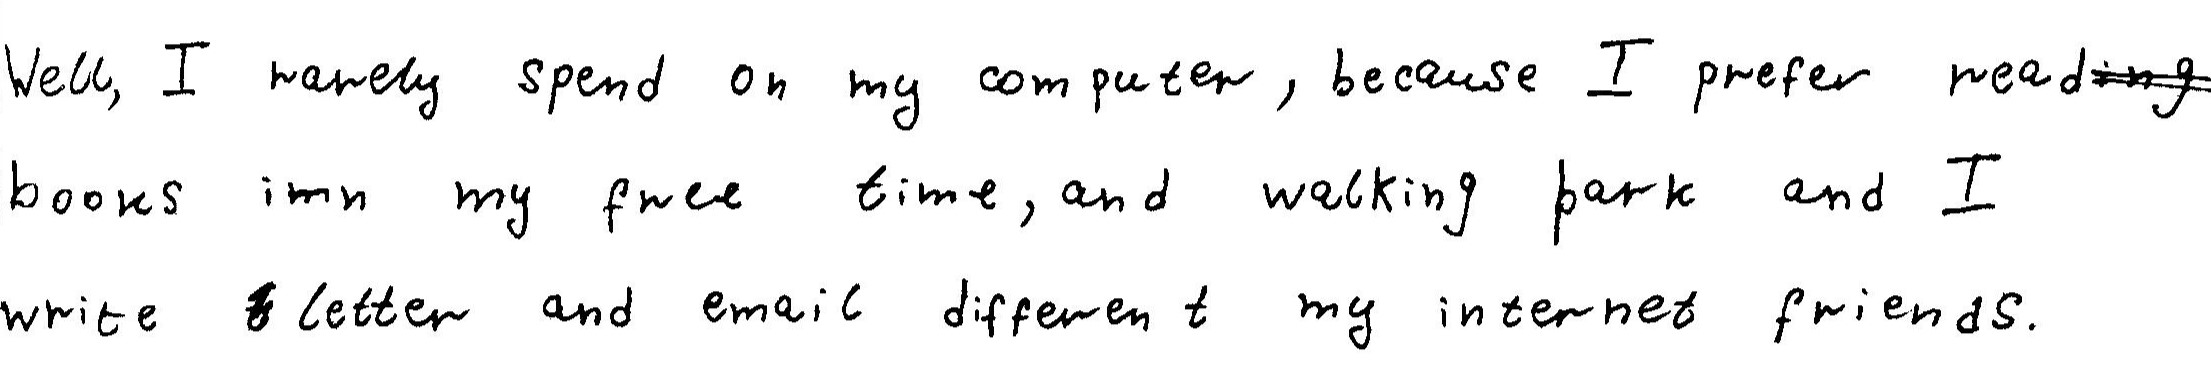 Well, I rarely spend on my computer, because I prefer read
books imn my free time, and walking park and I
write letter and email different my internet friends.